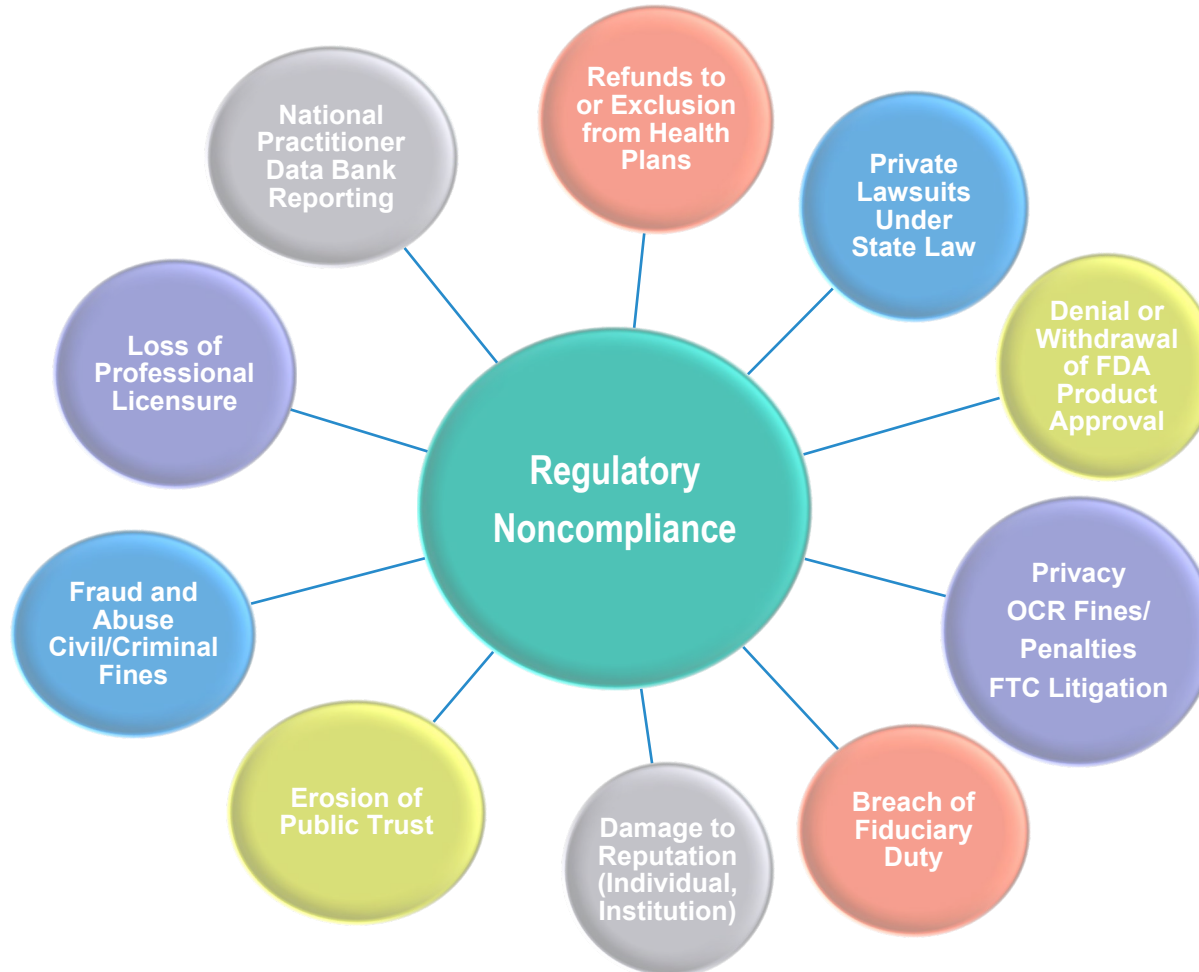 Refunds to
or Exclusion
from Health
Plans
National
Practitioner
Data Bank
Reporting
Private
Lawsuits
Under
State Law
Denial or
Withdrawal
of FDA
Product
Approval
Loss of
Professional
Licensure
Regulatory
Noncompliance
Privacy
OCR Fines/
Penalties
FTC Litigation
Fraud and
Abuse
Civil/Criminal
Fines
Erosion of
Public Trust
Damage to
Reputation
(Individual,
Institution)
Breach of
Fiduciary
Duty